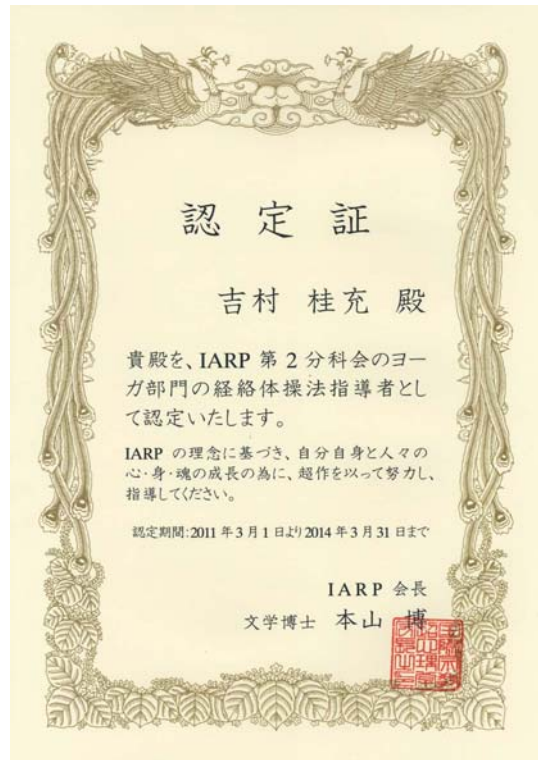 認定証
吉村 桂充 殿
貴殿を、IARP 第2分科会のヨー
ガ部門の経絡体操法指導者とし
て認定いたします。
IARP の理念に基づき、自分自身と人々の
心・身・魂の成長の為に、超作を以って努力し、
指導してください。
認定期間:2011年3月1日より2014年3月31日まで
IARP 会長
文学博士 本山 博